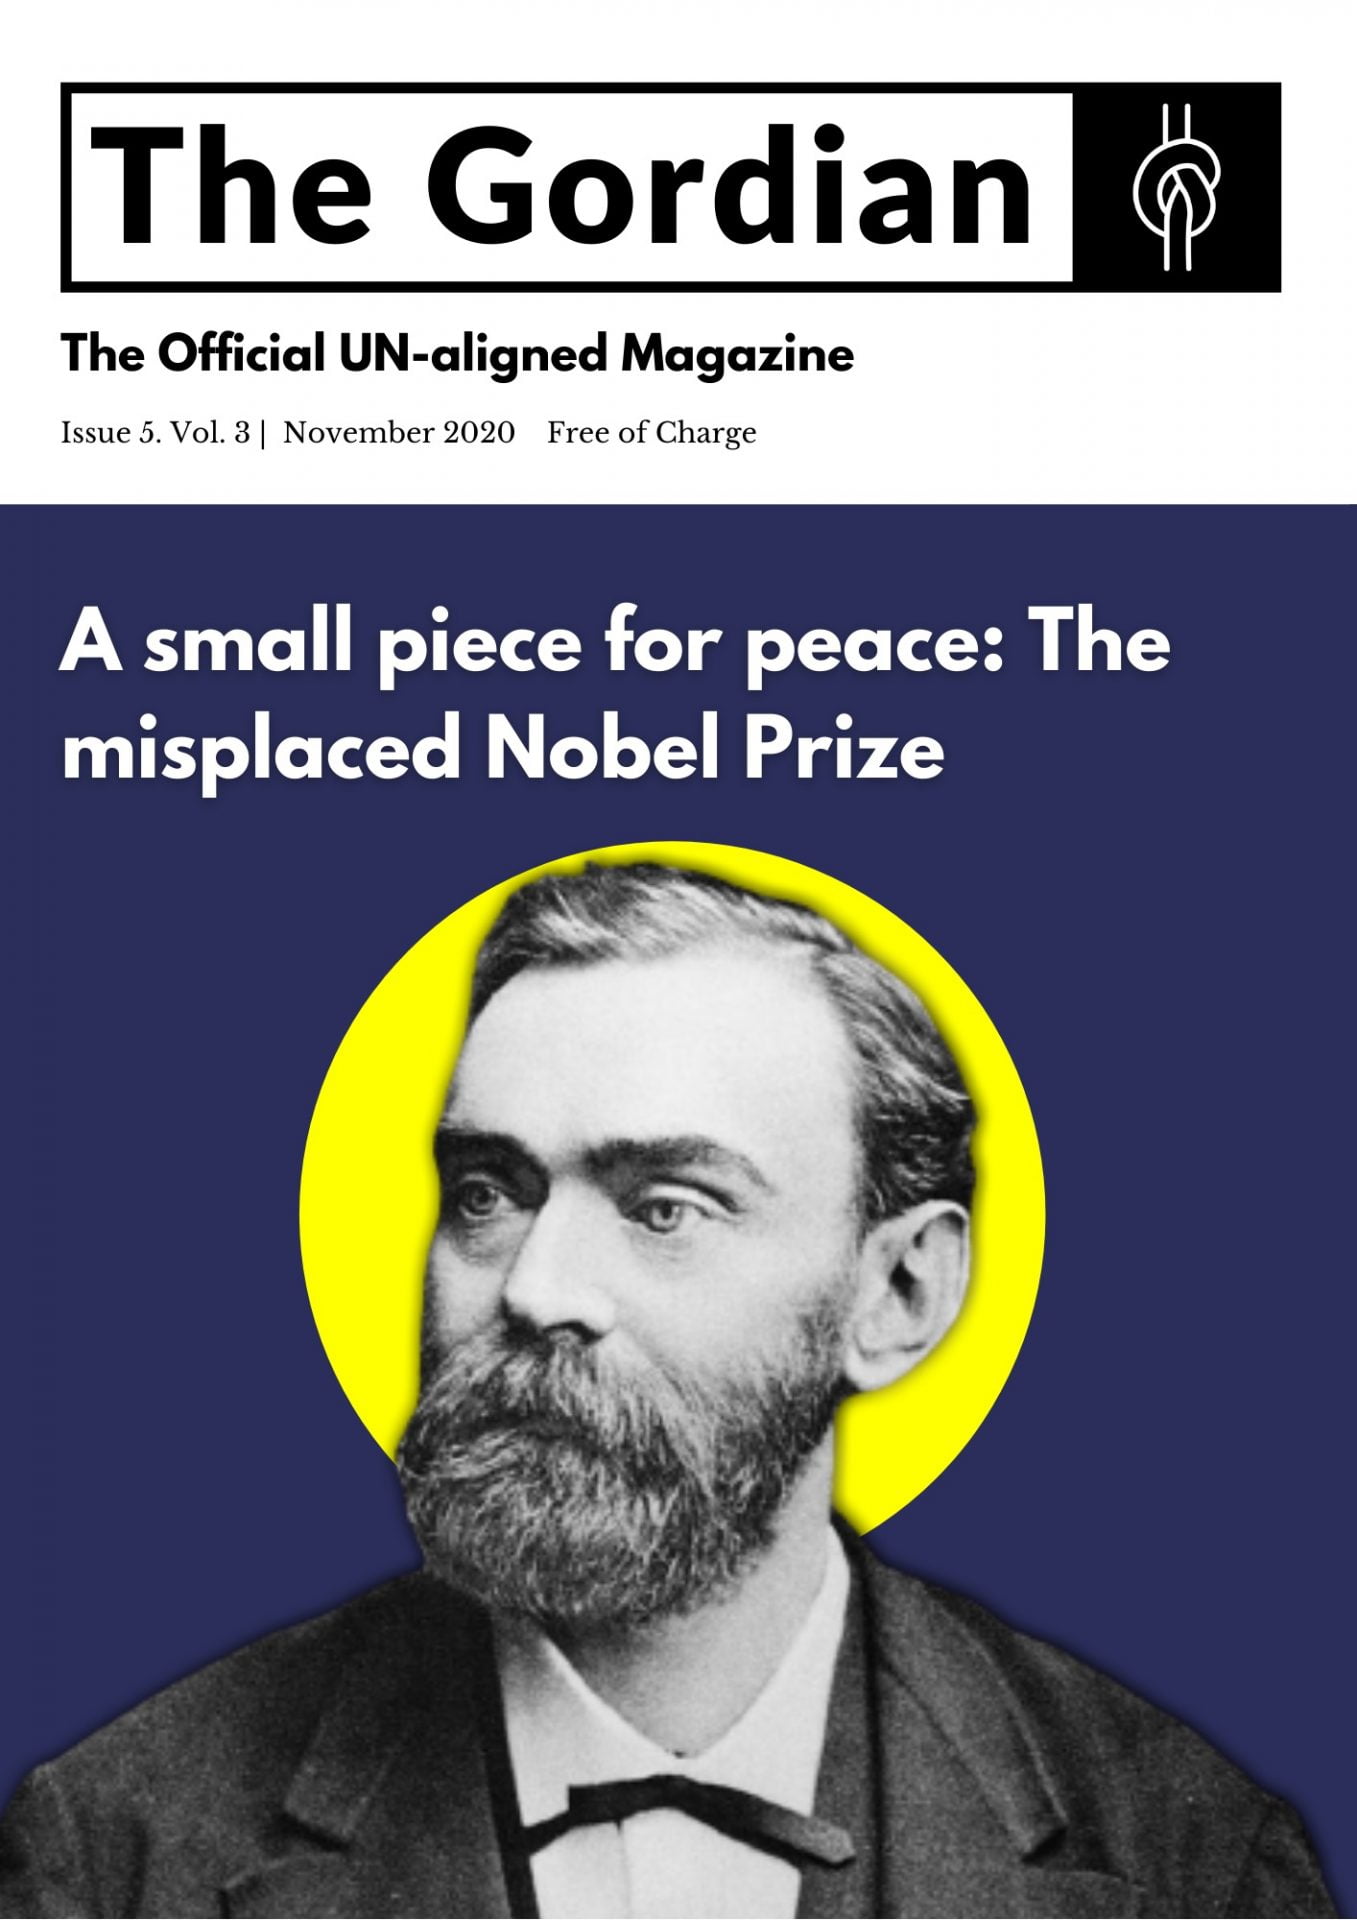 The Gordian
The Official UN-aligned Magazine
Issue 5. Vol. 3 | November 2020 Free of Charge
A small piece for peace: The
misplaced Nobel Prize